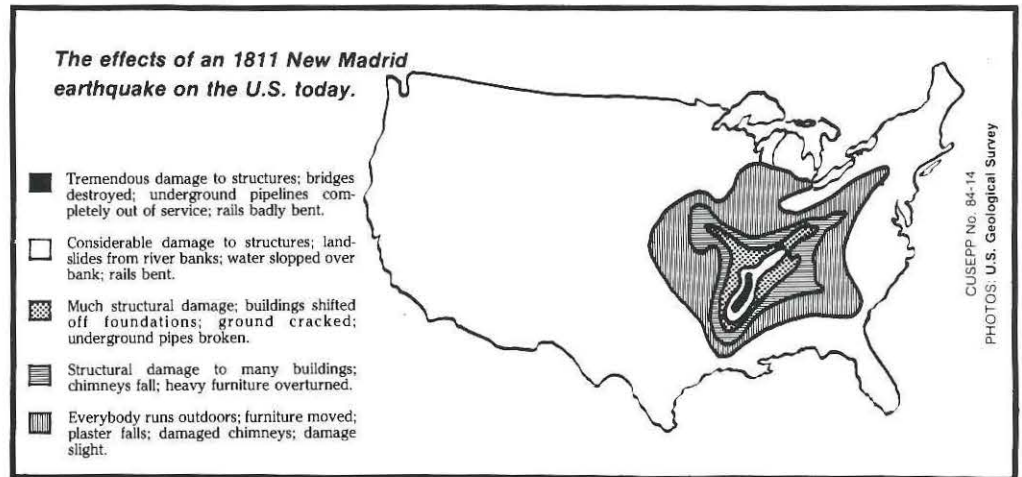 The effects of an 1811 New Madrid
earthquake on the U.S. today.
Tremendous damage to structures; bridges
destroyed; underground pipelines com-
pletely out of service; rails badly bent.
Considerable damage to structures; land-
slides from river banks; water slopped over
bank; rails bent.
Much structural damage; buildings shifted
off foundations; ground cracked;
underground pipes broken.
Structural damage to many buildings;
chimneys fall; heavy furniture overturned.
Everybody runs outdoors; furniture moved;
plaster falls; damaged chimneys; damage
slight.
CUSEPP No. 84-14
PHOTOS: U.S. Geological Survey